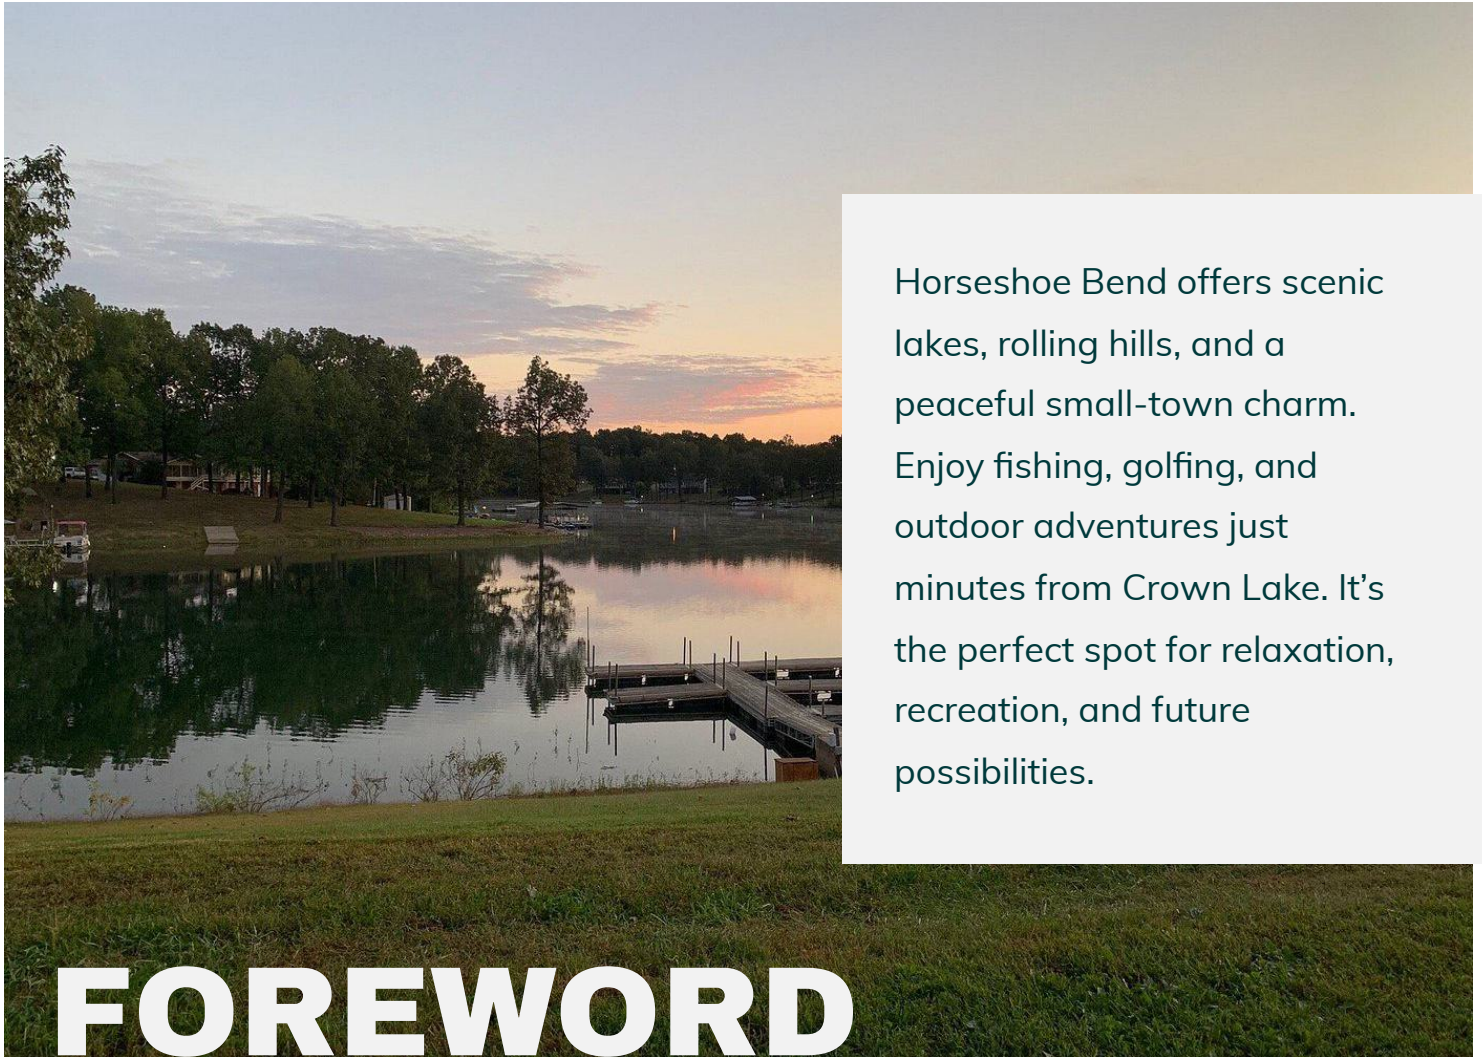 Horseshoe Bend offers scenic
lakes, rolling hills, and a
peaceful small-town charm.
Enjoy fishing, golfing, and
outdoor adventures just
minutes from Crown Lake. It’s
the perfect spot for relaxation,
recreation, and future
possibilities.
FOREWORD